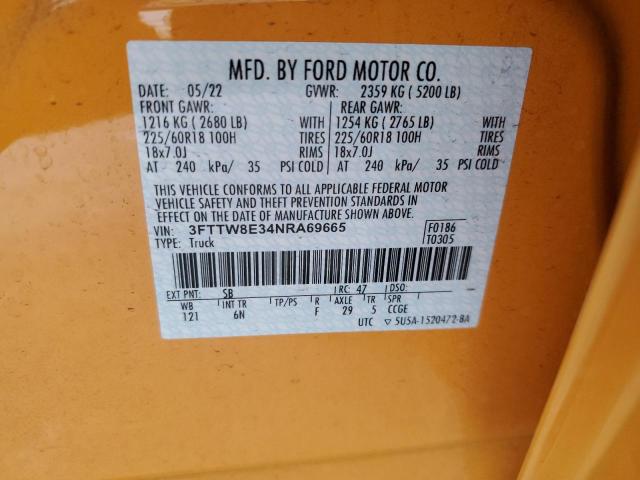 MFD. BY FORD MOTOR CO.
DATE: 05/22 GVWR: 2359 KG ( 5200 LB)
FRONT GAWR: REAR GAWR:
1216 KG ( 2680 LB) WITH 1254 KG ( 2765 LB) WITH
225/60R18 100H TIRES 225/60R18 100H TIRES
18x7.0J RIMS 18x7.0J RIMS
AT 240 kPa/ 35 PSI COLD AT 240 kPa/ 35 PSI COLD
THIS VEHICLE CONFORMS TO ALL APPLICABLE FEDERAL MOTOR
VEHICLE SAFETY AND THEFT PREVENTION STANDARDS IN
EFFECT ON THE DATE OF MANUFACTURE SHOWN ABOVE.
VIN: 3FTTW8E34NRA69665 F0186
TYPE: Truck T0305
EXT PNT: SB RC: 47 DSO:
WB INT TR TP/PS R AXLE TR SPR
121 6N F 29 5 CCGE
UTC ▽ 5U5A-1520472-BA